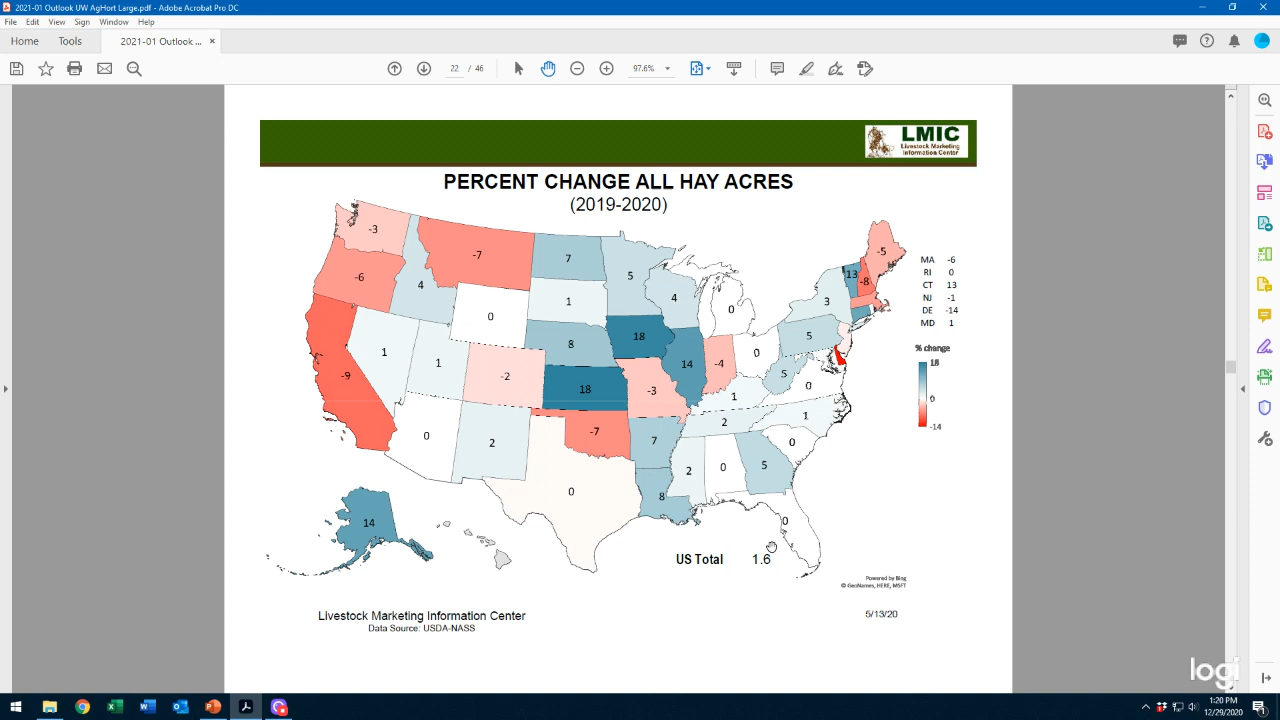 2021-01 Outlook UW AgHort Large.pdf - Adobe Acrobat Pro DC
File Edit View Sign Window Help
Home Tools 2021-01 Outlook ... ×
22 / 46 97.6%
LMIC
Livestock Marketing
Information Center
PERCENT CHANGE ALL HAY ACRES
(2019-2020)
-3
-7
7
5
-5
-6
4
1
4
13
-8
0
0
3
18
8
5
1
1
14
-4
0
-9
-2
18
-3
5
0
1
0
2
-7
7
2
1
0
2
0
5
0
8
0
14
MA -6
RI 0
CT 13
NJ -1
DE -14
MD 1
% change
18
0
-14
US Total 1.6
Powered by Bing
© GeoNames, HERE, MSFT
Livestock Marketing Information Center
5/13/20
Data Source: USDA-NASS
logi
1:20 PM
12/29/2020